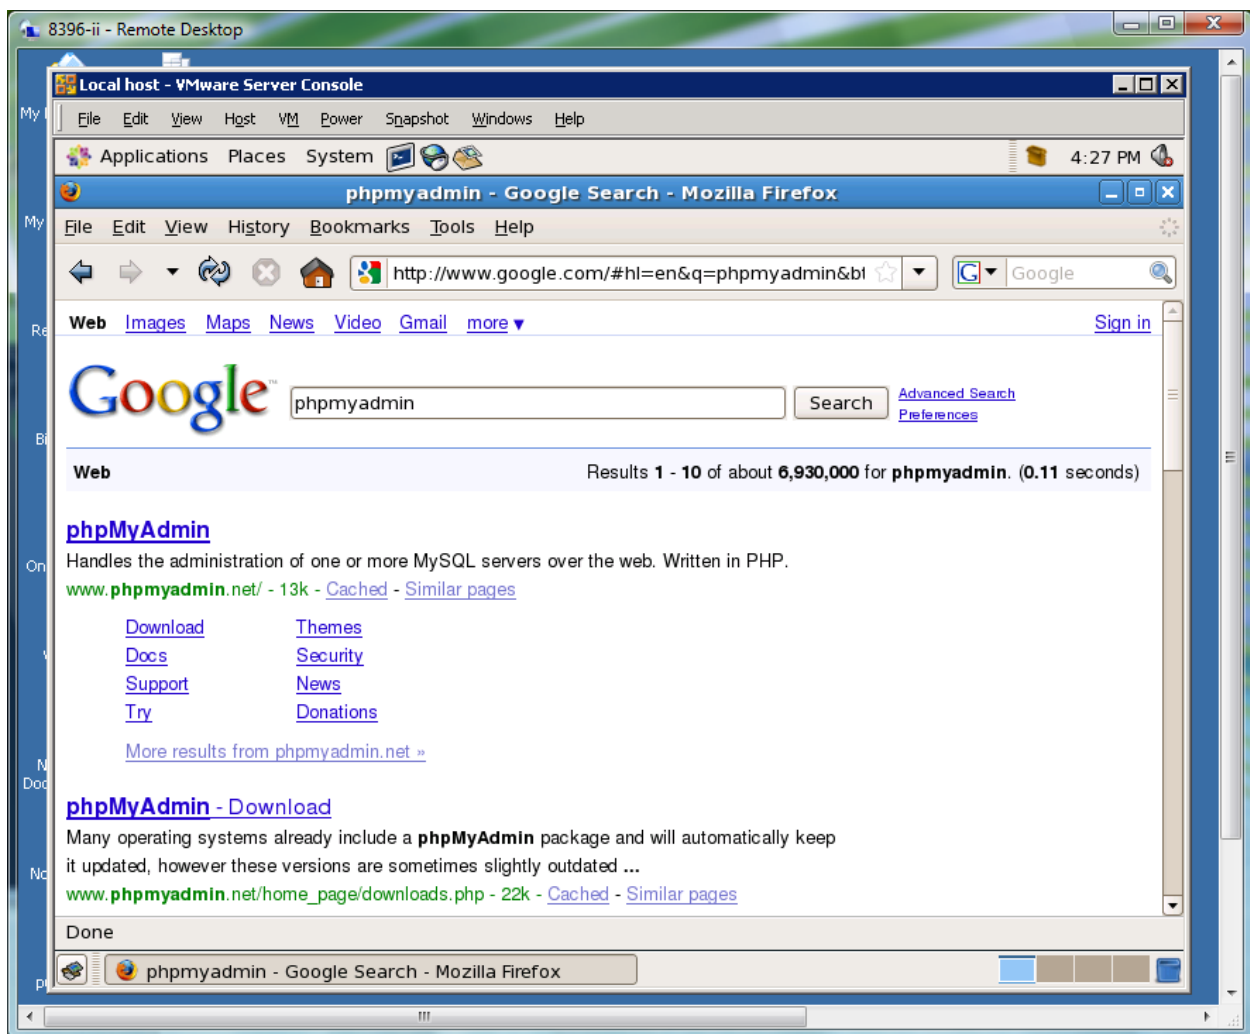 8396-ii - Remote Desktop
Local host - VMware Server Console
File Edit View Host VM Power Snapshot Windows Help
Applications Places System 4:27 PM
phpmyadmin - Google Search - Mozilla Firefox
File Edit View History Bookmarks Tools Help
http://www.google.com/#hl=en&q=phpmyadmin&bt Google
Web Images Maps News Video Gmail more ▼ Sign in
Google™ phpmyadmin Search Advanced Search
Preferences
Web Results 1 - 10 of about 6,930,000 for phpmyadmin. (0.11 seconds)
phpMyAdmin
Handles the administration of one or more MySQL servers over the web. Written in PHP.
www.phpmyadmin.net/ - 13k - Cached - Similar pages
Download Themes
Docs Security
Support News
Try Donations
More results from phpmyadmin.net »
phpMyAdmin - Download
Many operating systems already include a phpMyAdmin package and will automatically keep
it updated, however these versions are sometimes slightly outdated ...
www.phpmyadmin.net/home_page/downloads.php - 22k - Cached - Similar pages
Done
phpmyadmin - Google Search - Mozilla Firefox